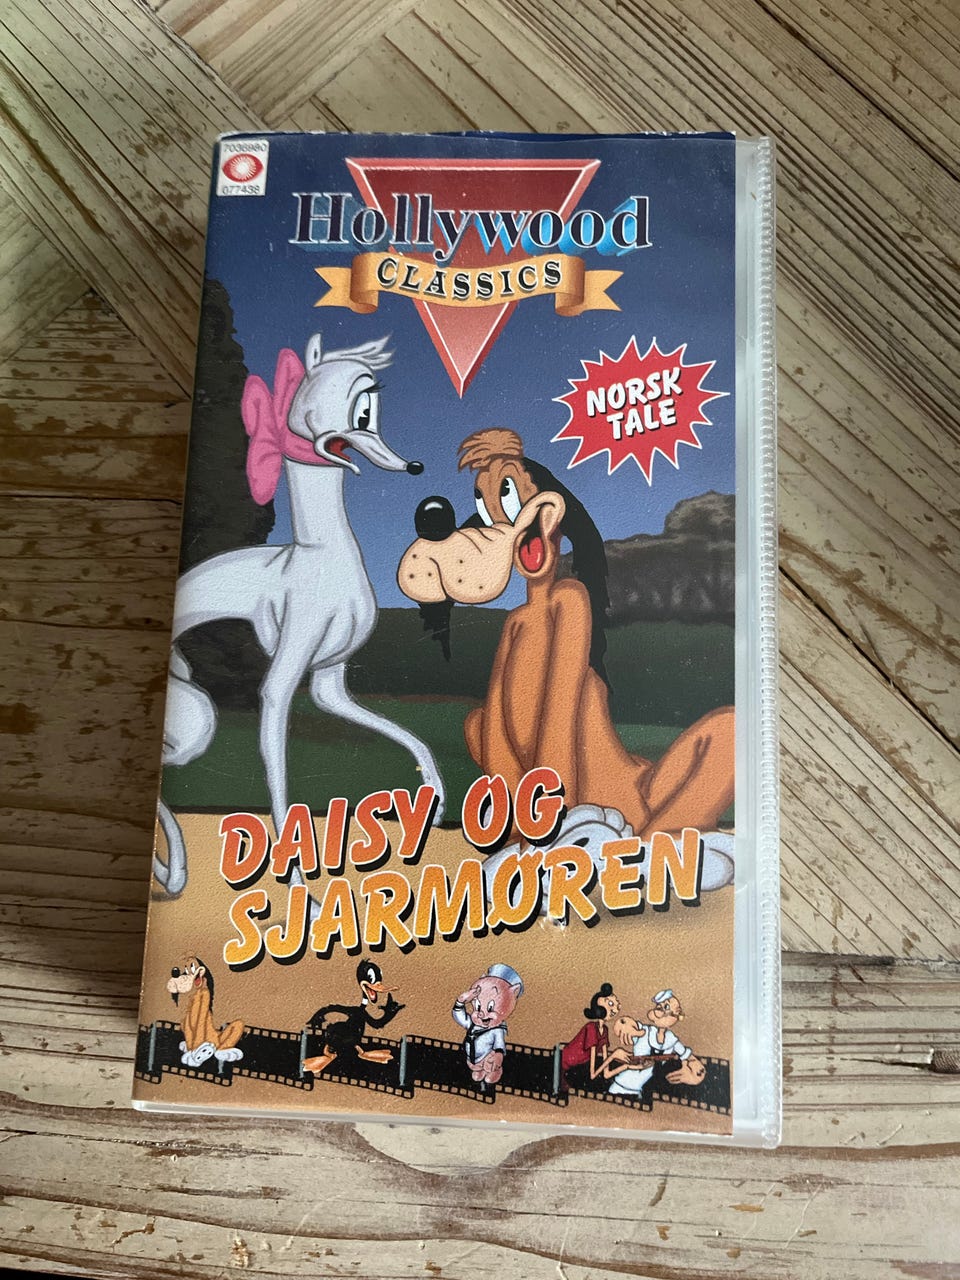 7036980
077438
Hollywood
CLASSICS
NORSK
TALE
DAISY OG
SJARMØREN